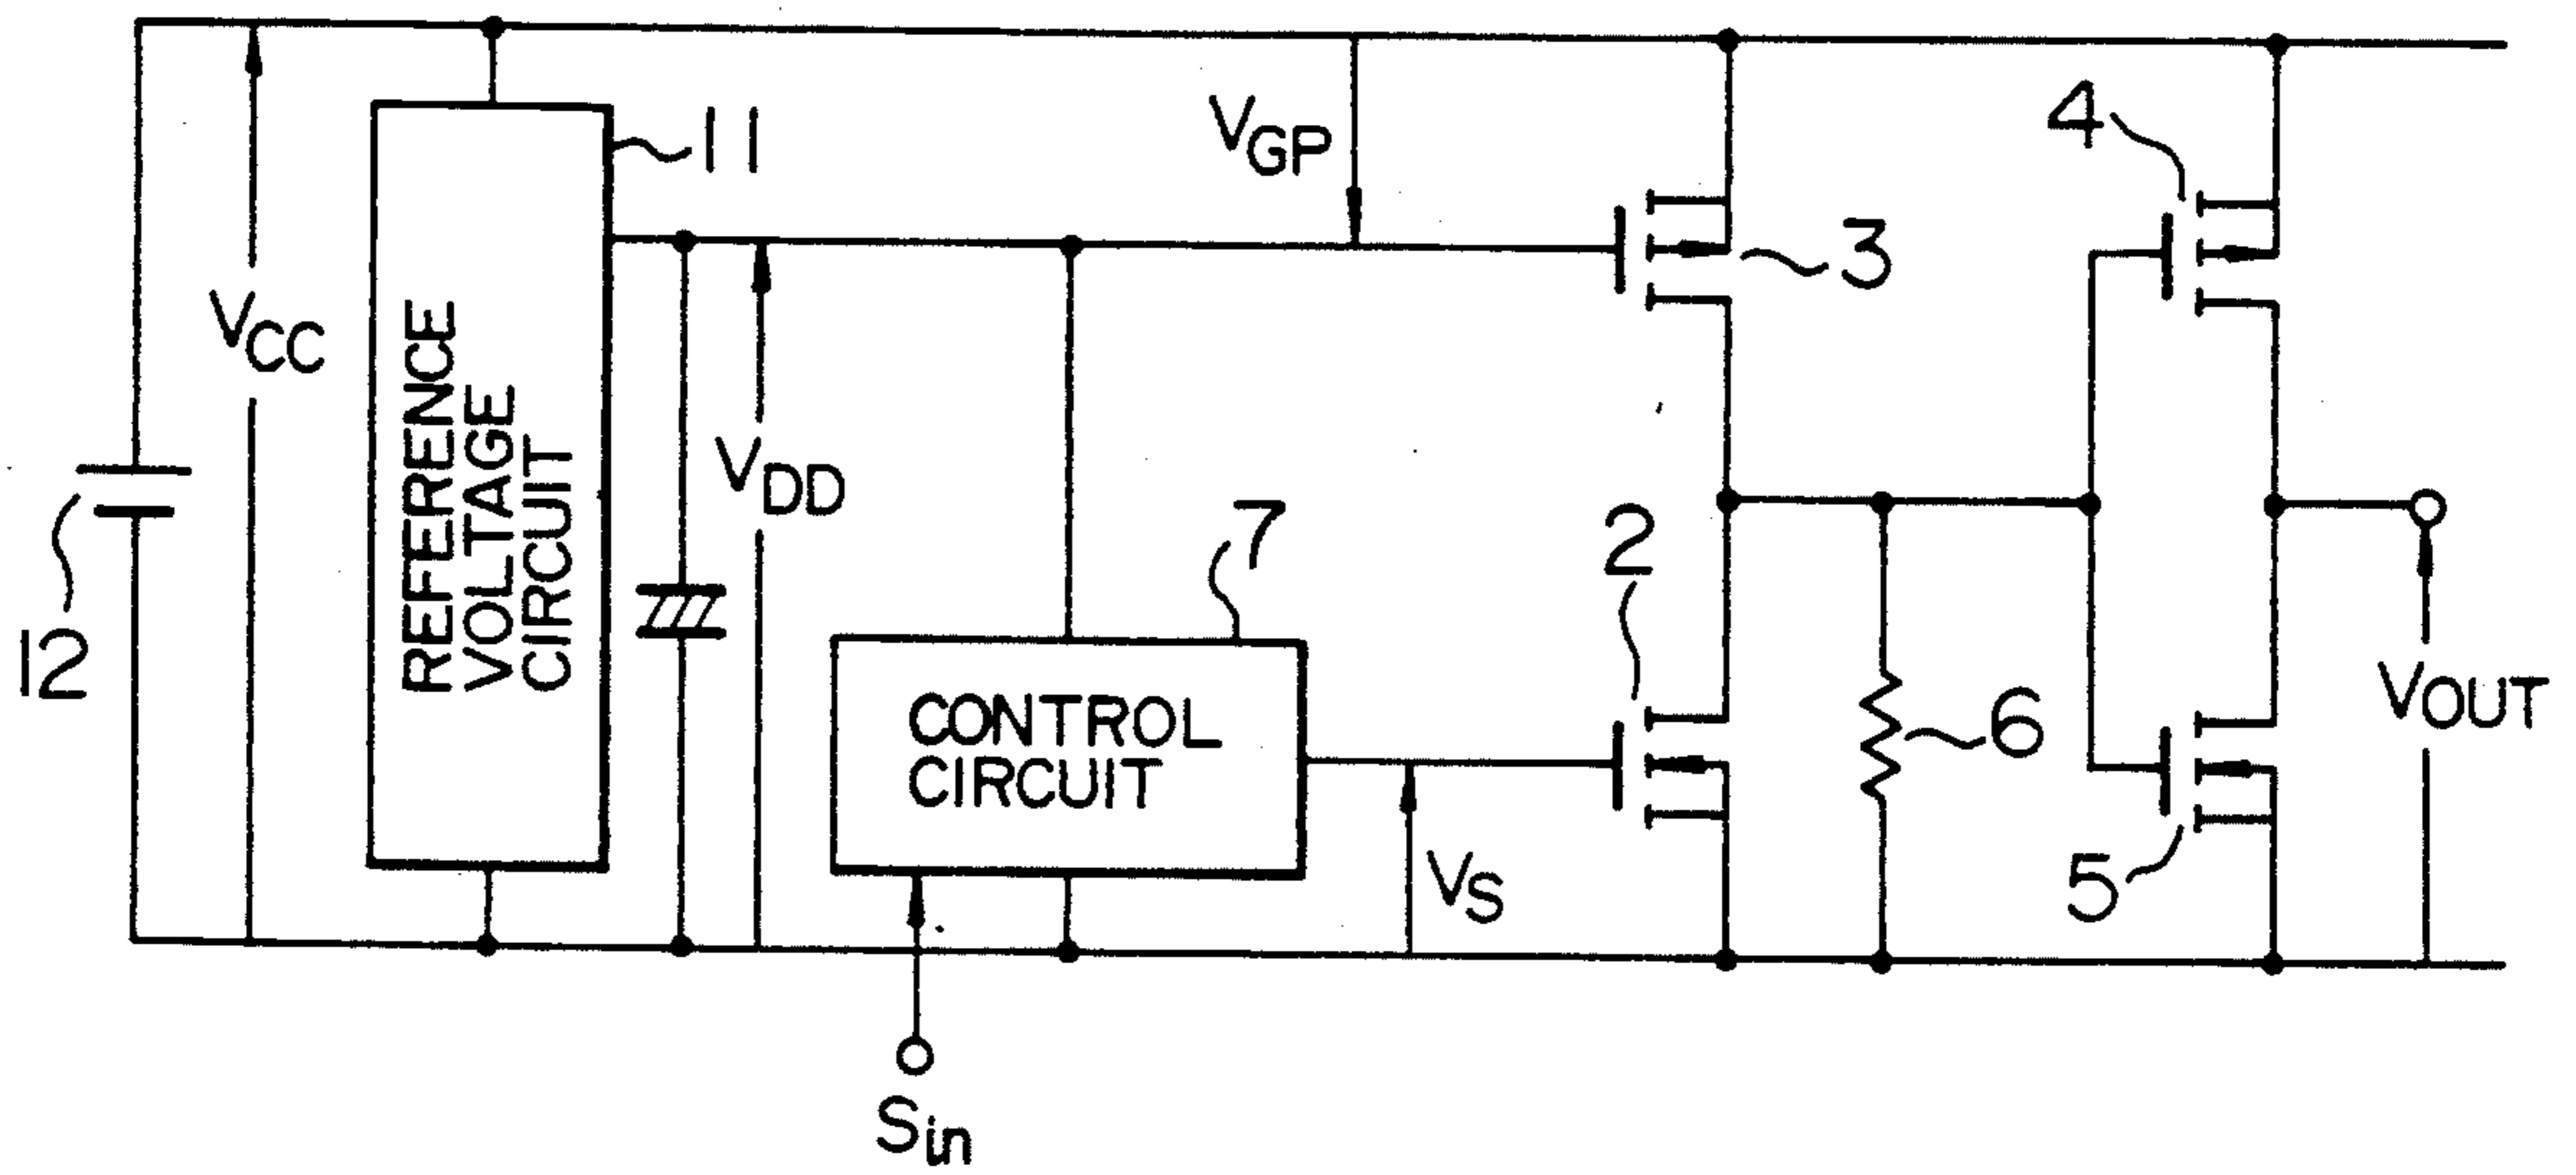 11
VGP
4
3
VCC
REFERENCE
VOLTAGE
CIRCUIT
VDD
7
2
12
CONTROL
CIRCUIT
6
VOUT
VS
5
Sin